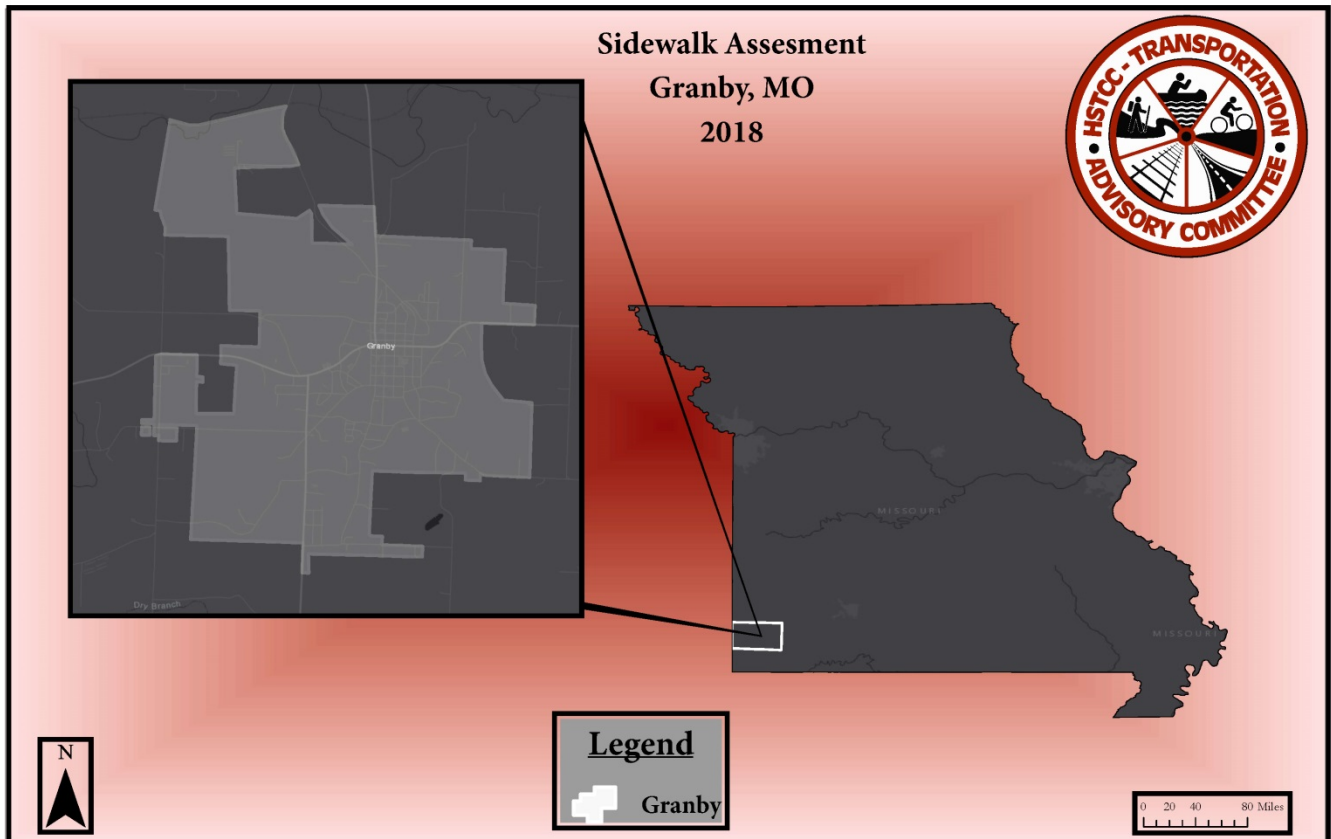 Sidewalk Assesment
Granby, MO
2018
HSTCC - TRANSPORTATION
• ADVISORY COMMITTEE •
Granby
Dry Branch
MISSOURI
MISSOURI
N
Legend
Granby
0 20 40 80 Miles